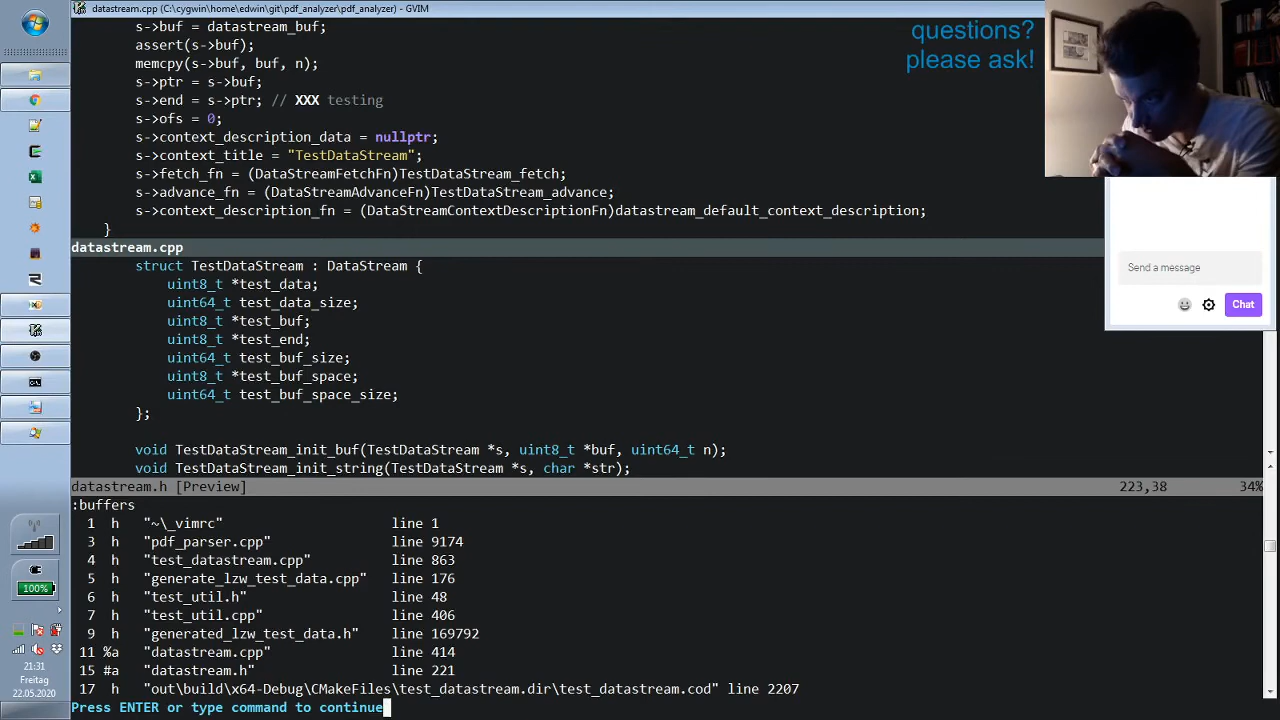 datastream.cpp (C:\cygwin\home\edwin\git\pdf_analyzer\pdf_analyzer) - GVIM
s->buf = datastream_buf;
assert(s->buf);
memcpy(s->buf, buf, n);
s->ptr = s->buf;
s->end = s->ptr; // XXX testing
s->ofs = 0;
s->context_description_data = nullptr;
s->context_title = "TestDataStream";
s->fetch_fn = (DataStreamFetchFn)TestDataStream_fetch;
s->advance_fn = (DataStreamAdvanceFn)TestDataStream_advance;
s->context_description_fn = (DataStreamContextDescriptionFn)datastream_default_context_description;
}
datastream.cpp
struct TestDataStream : DataStream {
uint8_t *test_data;
uint64_t test_data_size;
uint8_t *test_buf;
uint8_t *test_end;
uint64_t test_buf_size;
uint8_t *test_buf_space;
uint64_t test_buf_space_size;
};
void TestDataStream_init_buf(TestDataStream *s, uint8_t *buf, uint64_t n);
void TestDataStream_init_string(TestDataStream *s, char *str);
datastream.h [Preview] 223,38 34%
:buffers
1 h "~\_vimrc" line 1
3 h "pdf_parser.cpp" line 9174
4 h "test_datastream.cpp" line 863
5 h "generate_lzw_test_data.cpp" line 176
6 h "test_util.h" line 48
7 h "test_util.cpp" line 406
9 h "generated_lzw_test_data.h" line 169792
11 %a "datastream.cpp" line 414
15 #a "datastream.h" line 221
17 h "out\build\x64-Debug\CMakeFiles\test_datastream.dir\test_datastream.cod" line 2207
Press ENTER or type command to continue
questions?
please ask!
Send a message
Chat
100%
21:31
Freitag
22.05.2020